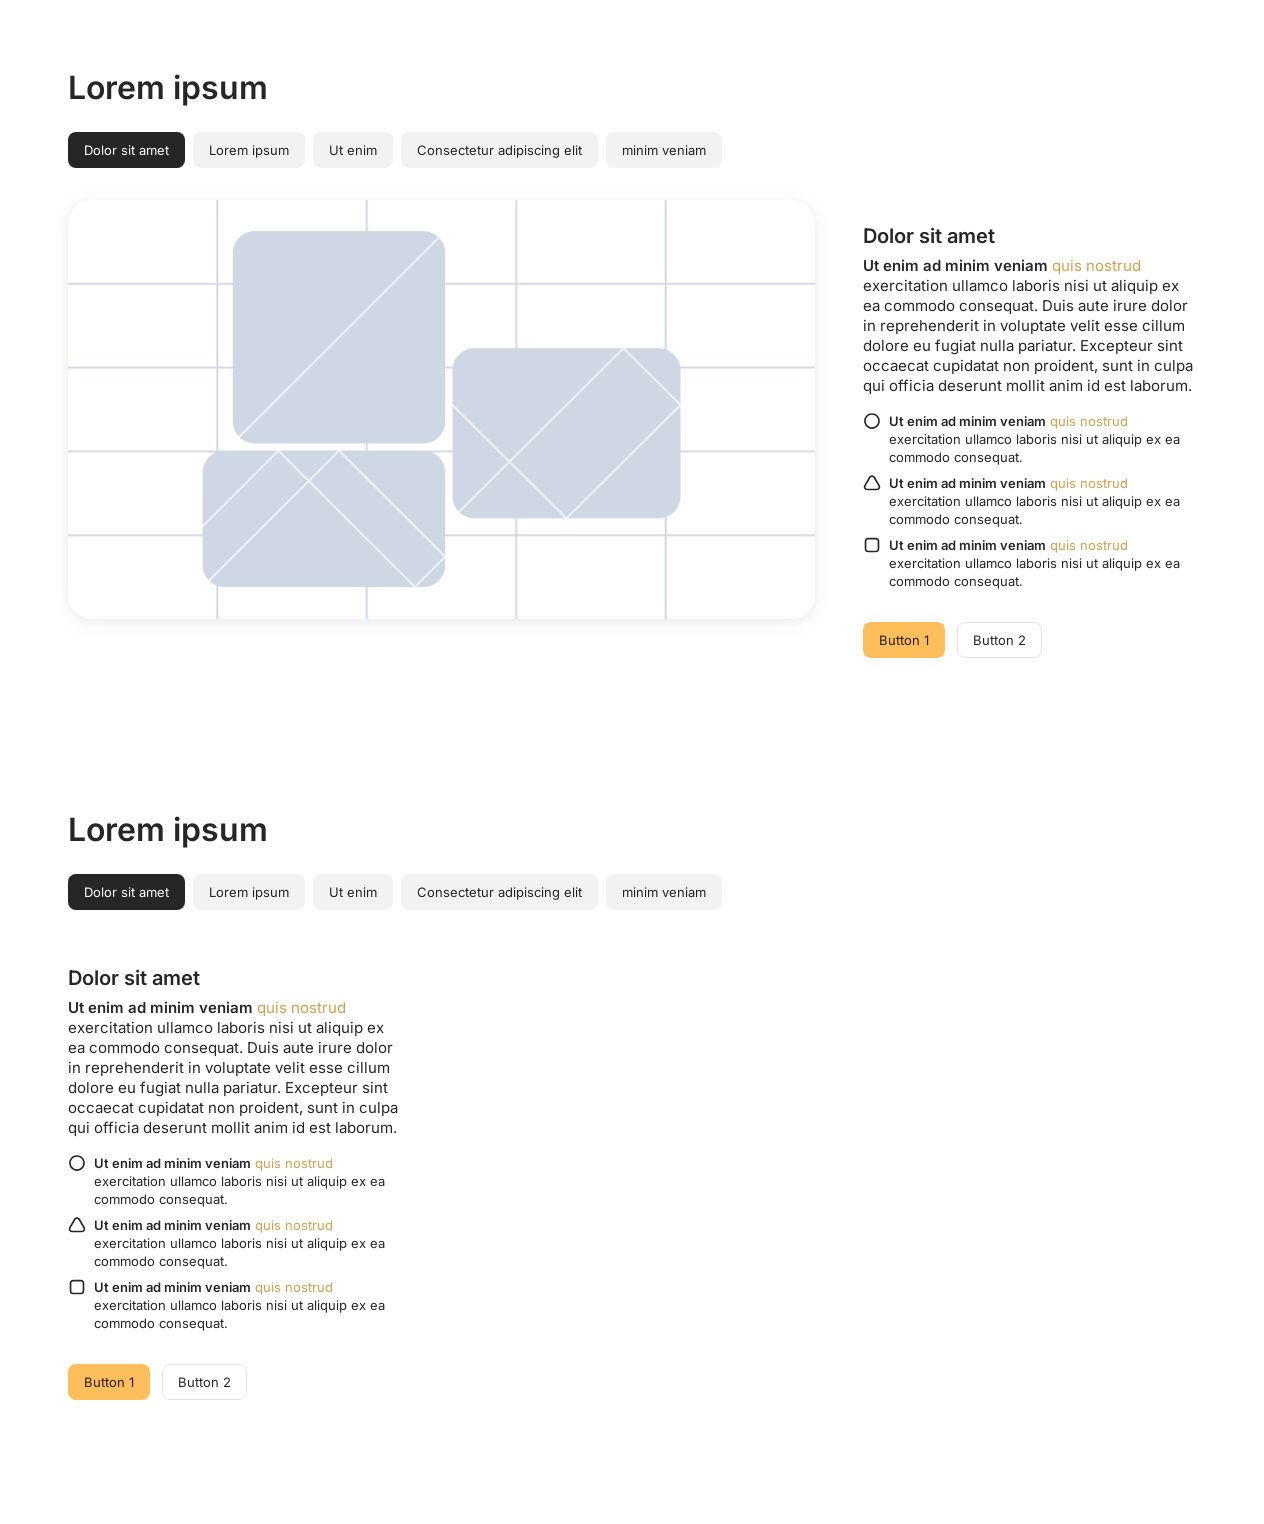 Lorem ipsum
Dolor sit amet
Lorem ipsum
Ut enim
Consectetur adipiscing elit
minim veniam
Dolor sit amet
Ut enim ad minim veniam quis nostrud
exercitation ullamco laboris nisi ut aliquip ex
ea commodo consequat. Duis aute irure dolor
in reprehenderit in voluptate velit esse cillum
dolore eu fugiat nulla pariatur. Excepteur sint
occaecat cupidatat non proident, sunt in culpa
qui officia deserunt mollit anim id est laborum.
Ut enim ad minim veniam quis nostrud
exercitation ullamco laboris nisi ut aliquip ex ea
commodo consequat.
Ut enim ad minim veniam quis nostrud
exercitation ullamco laboris nisi ut aliquip ex ea
commodo consequat.
Ut enim ad minim veniam quis nostrud
exercitation ullamco laboris nisi ut aliquip ex ea
commodo consequat.
Button 1
Button 2
Lorem ipsum
Dolor sit amet
Lorem ipsum
Ut enim
Consectetur adipiscing elit
minim veniam
Dolor sit amet
Ut enim ad minim veniam quis nostrud
exercitation ullamco laboris nisi ut aliquip ex
ea commodo consequat. Duis aute irure dolor
in reprehenderit in voluptate velit esse cillum
dolore eu fugiat nulla pariatur. Excepteur sint
occaecat cupidatat non proident, sunt in culpa
qui officia deserunt mollit anim id est laborum.
Ut enim ad minim veniam quis nostrud
exercitation ullamco laboris nisi ut aliquip ex ea
commodo consequat.
Ut enim ad minim veniam quis nostrud
exercitation ullamco laboris nisi ut aliquip ex ea
commodo consequat.
Ut enim ad minim veniam quis nostrud
exercitation ullamco laboris nisi ut aliquip ex ea
commodo consequat.
Button 1
Button 2